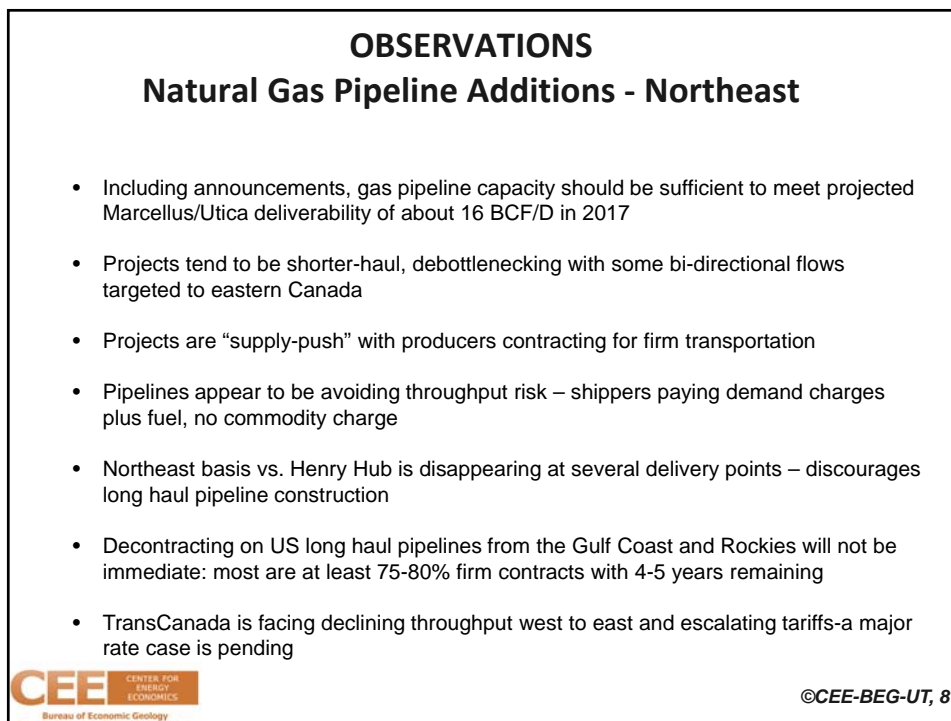 OBSERVATIONS
Natural Gas Pipeline Additions - Northeast
• Including announcements, gas pipeline capacity should be sufficient to meet projected
Marcellus/Utica deliverability of about 16 BCF/D in 2017
• Projects tend to be shorter-haul, debottlenecking with some bi-directional flows
targeted to eastern Canada
• Projects are “supply-push” with producers contracting for firm transportation
• Pipelines appear to be avoiding throughput risk – shippers paying demand charges
plus fuel, no commodity charge
• Northeast basis vs. Henry Hub is disappearing at several delivery points – discourages
long haul pipeline construction
• Decontracting on US long haul pipelines from the Gulf Coast and Rockies will not be
immediate: most are at least 75-80% firm contracts with 4-5 years remaining
• TransCanada is facing declining throughput west to east and escalating tariffs-a major
rate case is pending
CEE
CENTER FOR
ENERGY
ECONOMICS
Bureau of Economic Geology
©CEE-BEG-UT, 8